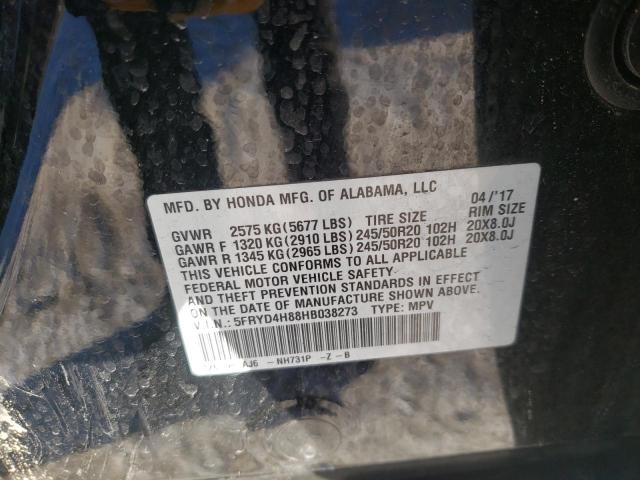 MFD. BY HONDA MFG. OF ALABAMA, LLC 04/'17
GVWR 2575 KG(5677 LBS) TIRE SIZE RIM SIZE
GAWR F 1320 KG(2910 LBS)245/50R20 102H 20X8.0J
GAWR R 1345 KG(2965 LBS)245/50R20 102H 20X8.0J
THIS VEHICLE CONFORMS TO ALL APPLICABLE
FEDERAL MOTOR VEHICLE SAFETY
AND THEFT PREVENTION STANDARDS IN EFFECT
ON THE DATE OF MANUFACTURE SHOWN ABOVE.
V.I.N.: 5FRYD4H88HB038273 TYPE: MPV
AJ6 -NH731P -Z -B